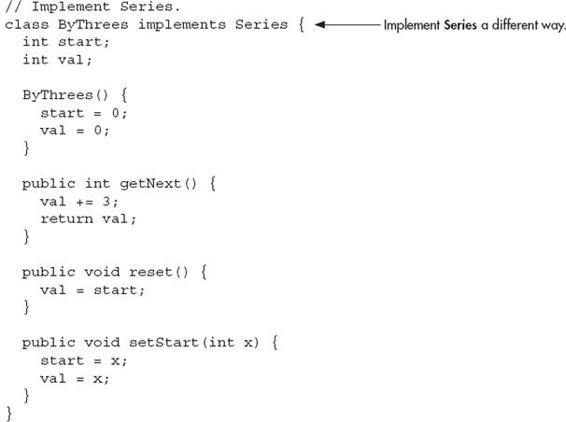 // Implement Series.
class ByThrees implements Series { Implement Series a different way.
  int start;
  int val;

  ByThrees() {
    start = 0;
    val = 0;
  }

  public int getNext() {
    val += 3;
    return val;
  }

  public void reset() {
    val = start;
  }

  public void setStart(int x) {
    start = x;
    val = x;
  }
}